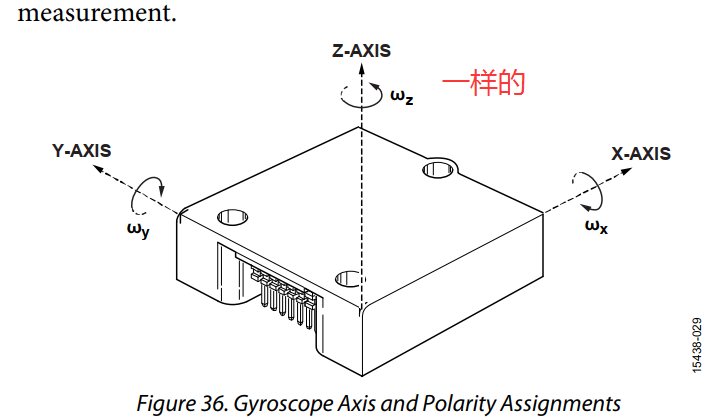 measurement.
Z-AXIS
一样的
ωz
Y-AXIS
X-AXIS
ωy
ωx
15438-029
Figure 36. Gyroscope Axis and Polarity Assignments